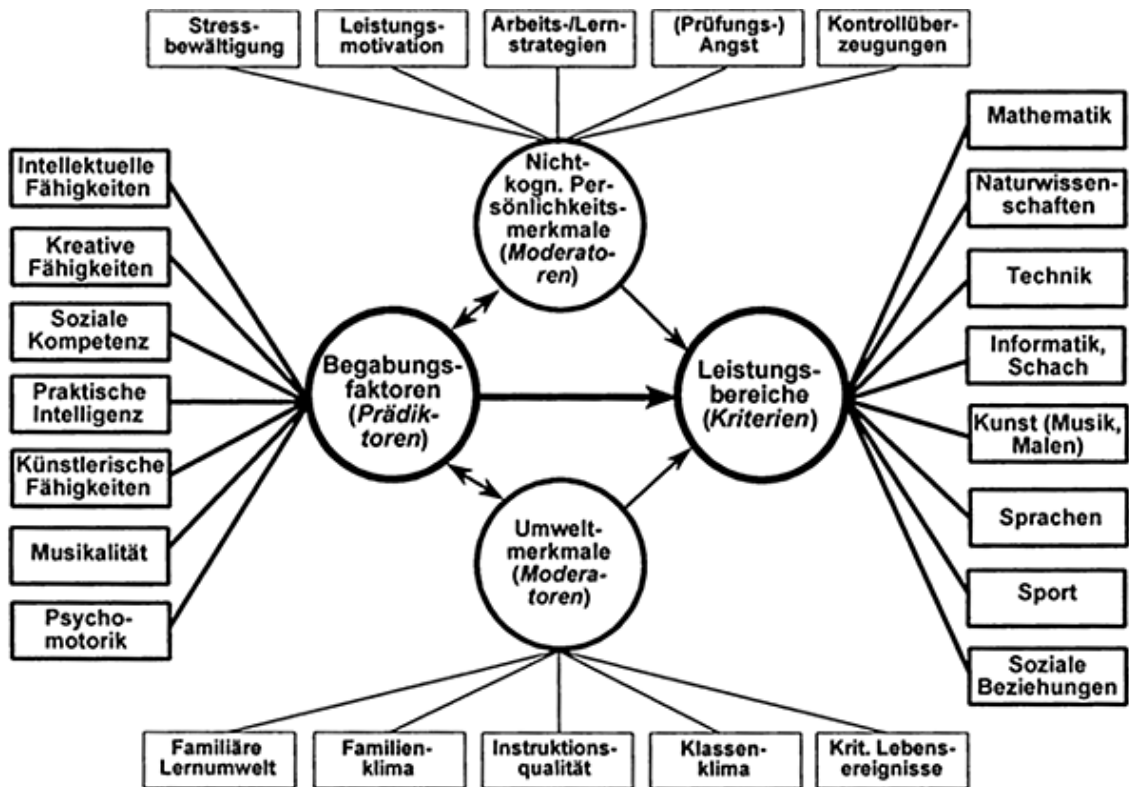 Stress-
bewältigung
Leistungs-
motivation
Arbeits-/Lern-
strategien
(Prüfungs-)
Angst
Kontrollüber-
zeugungen
Intellektuelle
Fähigkeiten
Kreative
Fähigkeiten
Soziale
Kompetenz
Praktische
Intelligenz
Künstlerische
Fähigkeiten
Musikalität
Psycho-
motorik
Nicht-
kogn. Per-
sönlichkeits-
merkmale
(Moderato-
ren)
Begabungs-
faktoren
(Prädik-
toren)
Leistungs-
bereiche
(Kriterien)
Umwelt-
merkmale
(Modera-
toren)
Mathematik
Naturwissen-
schaften
Technik
Informatik,
Schach
Kunst (Musik,
Malen)
Sprachen
Sport
Soziale
Beziehungen
Familiäre
Lernumwelt
Familien-
klima
Instruktions-
qualität
Klassen-
klima
Krit. Lebens-
ereignisse